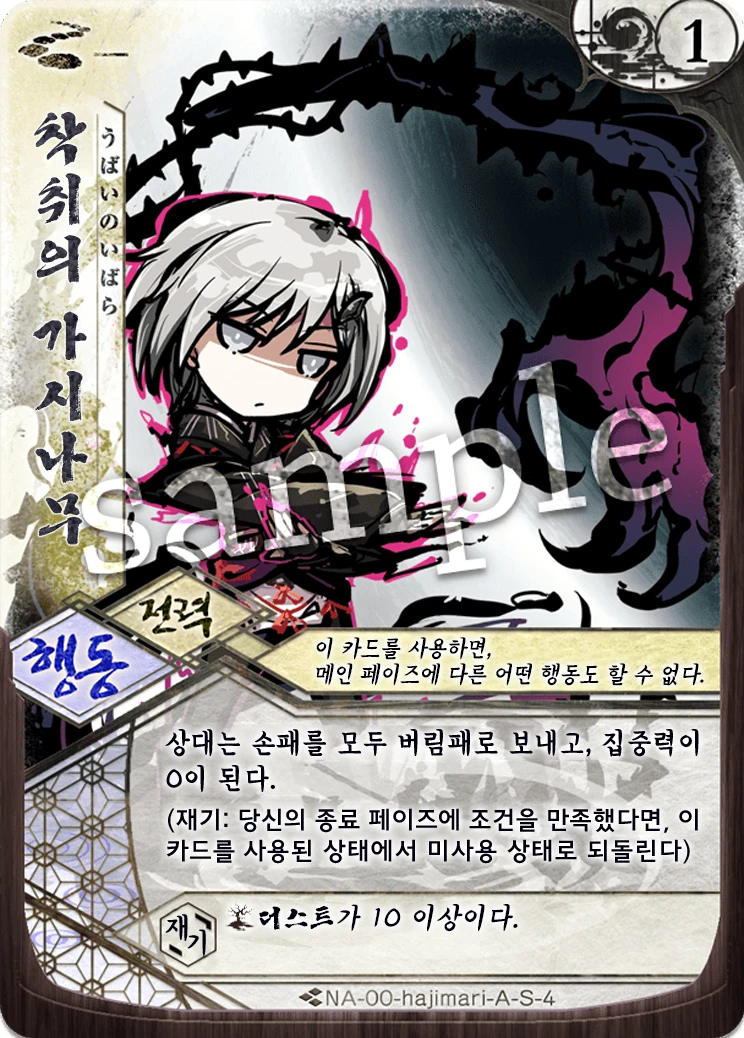 1
착취의 가시나무
うばいのいばら
sample
전력
행동
이 카드를 사용하면,
메인 페이즈에 다른 어떤 행동도 할 수 없다.
상대는 손패를 모두 버림패로 보내고, 집중력이
0이 된다.
(재기: 당신의 종료 페이즈에 조건을 만족했다면, 이
카드를 사용된 상태에서 미사용 상태로 되돌린다)
재기
더스트가 10 이상이다.
NA-00-hajimari-A-S-4